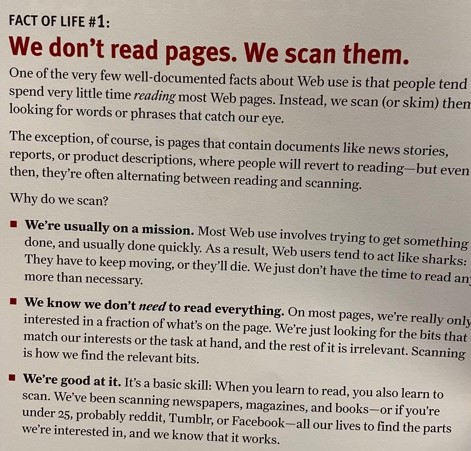 FACT OF LIFE #1:
We don't read pages. We scan them.
One of the very few well-documented facts about Web use is that people tend
spend very little time reading most Web pages. Instead, we scan (or skim) them
looking for words or phrases that catch our eye.
The exception, of course, is pages that contain documents like news stories,
reports, or product descriptions, where people will revert to reading—but even
then, they're often alternating between reading and scanning.
Why do we scan?
■ We're usually on a mission. Most Web use involves trying to get something
done, and usually done quickly. As a result, Web users tend to act like sharks:
They have to keep moving, or they'll die. We just don't have the time to read any
more than necessary.
■ We know we don't need to read everything. On most pages, we're really only
interested in a fraction of what's on the page. We're just looking for the bits that
match our interests or the task at hand, and the rest of it is irrelevant. Scanning
is how we find the relevant bits.
■ We're good at it. It's a basic skill: When you learn to read, you also learn to
scan. We've been scanning newspapers, magazines, and books—or if you're
under 25, probably reddit, Tumblr, or Facebook—all our lives to find the parts
we're interested in, and we know that it works.